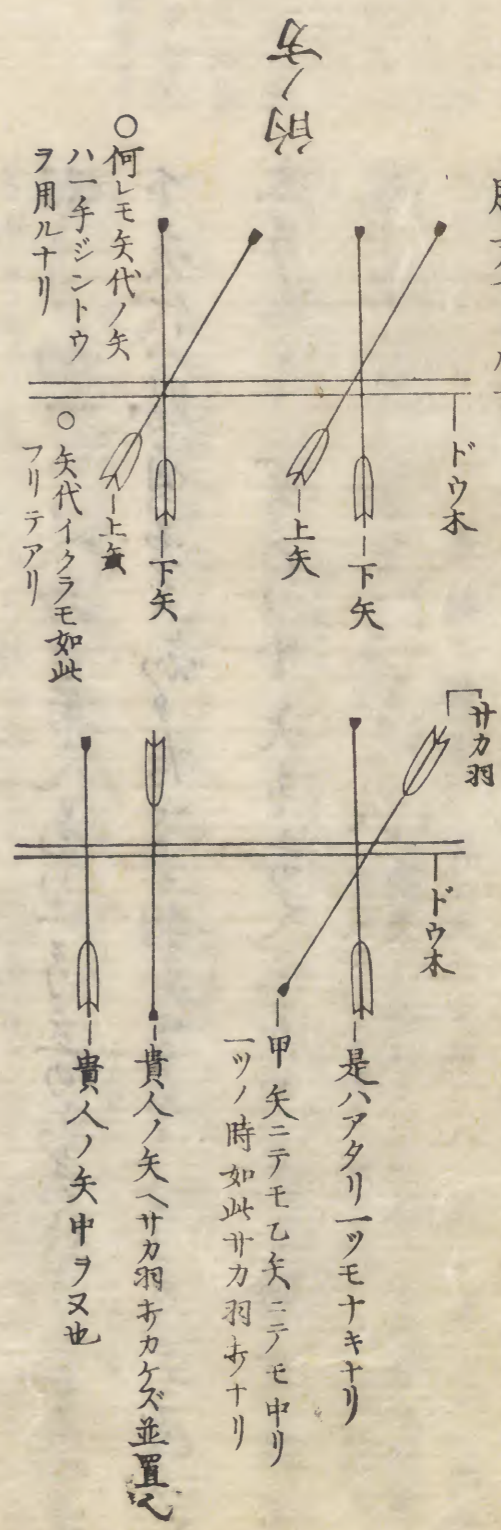 ドウ木
下矢
上矢
下矢
上矢
○何レモ矢代ノ矢
ハ一手ジントウ
ヲ用ルナリ
○矢代イクラモ如此
フリテアリ
サカ羽
ドウ木
是ハアタリ一ツモナキナリ
甲矢ニテモ乙矢ニテモ中リ
一ツノ時如此サカ羽ナリ
貴人ノ矢ヘサカ羽カケズ並置
貴人ノ矢中ヲ又也